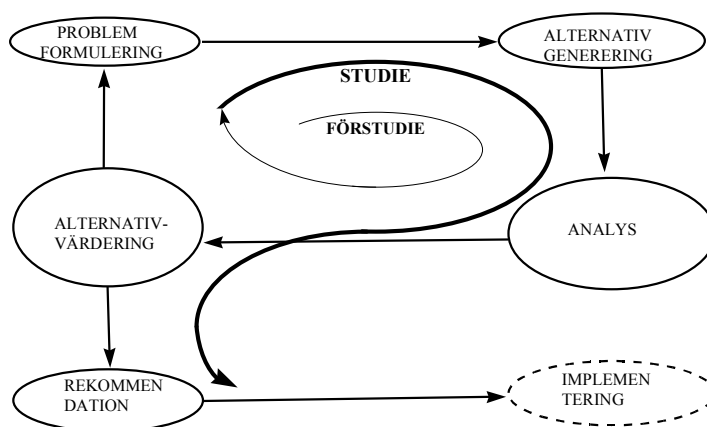 PROBLEM
FORMULERING
ALTERNATIV
GENERERING
STUDIE
FÖRSTUDIE
ALTERNATIV-
VÄRDERING
ANALYS
REKOMMEN
DATION
IMPLEMEN
TERING